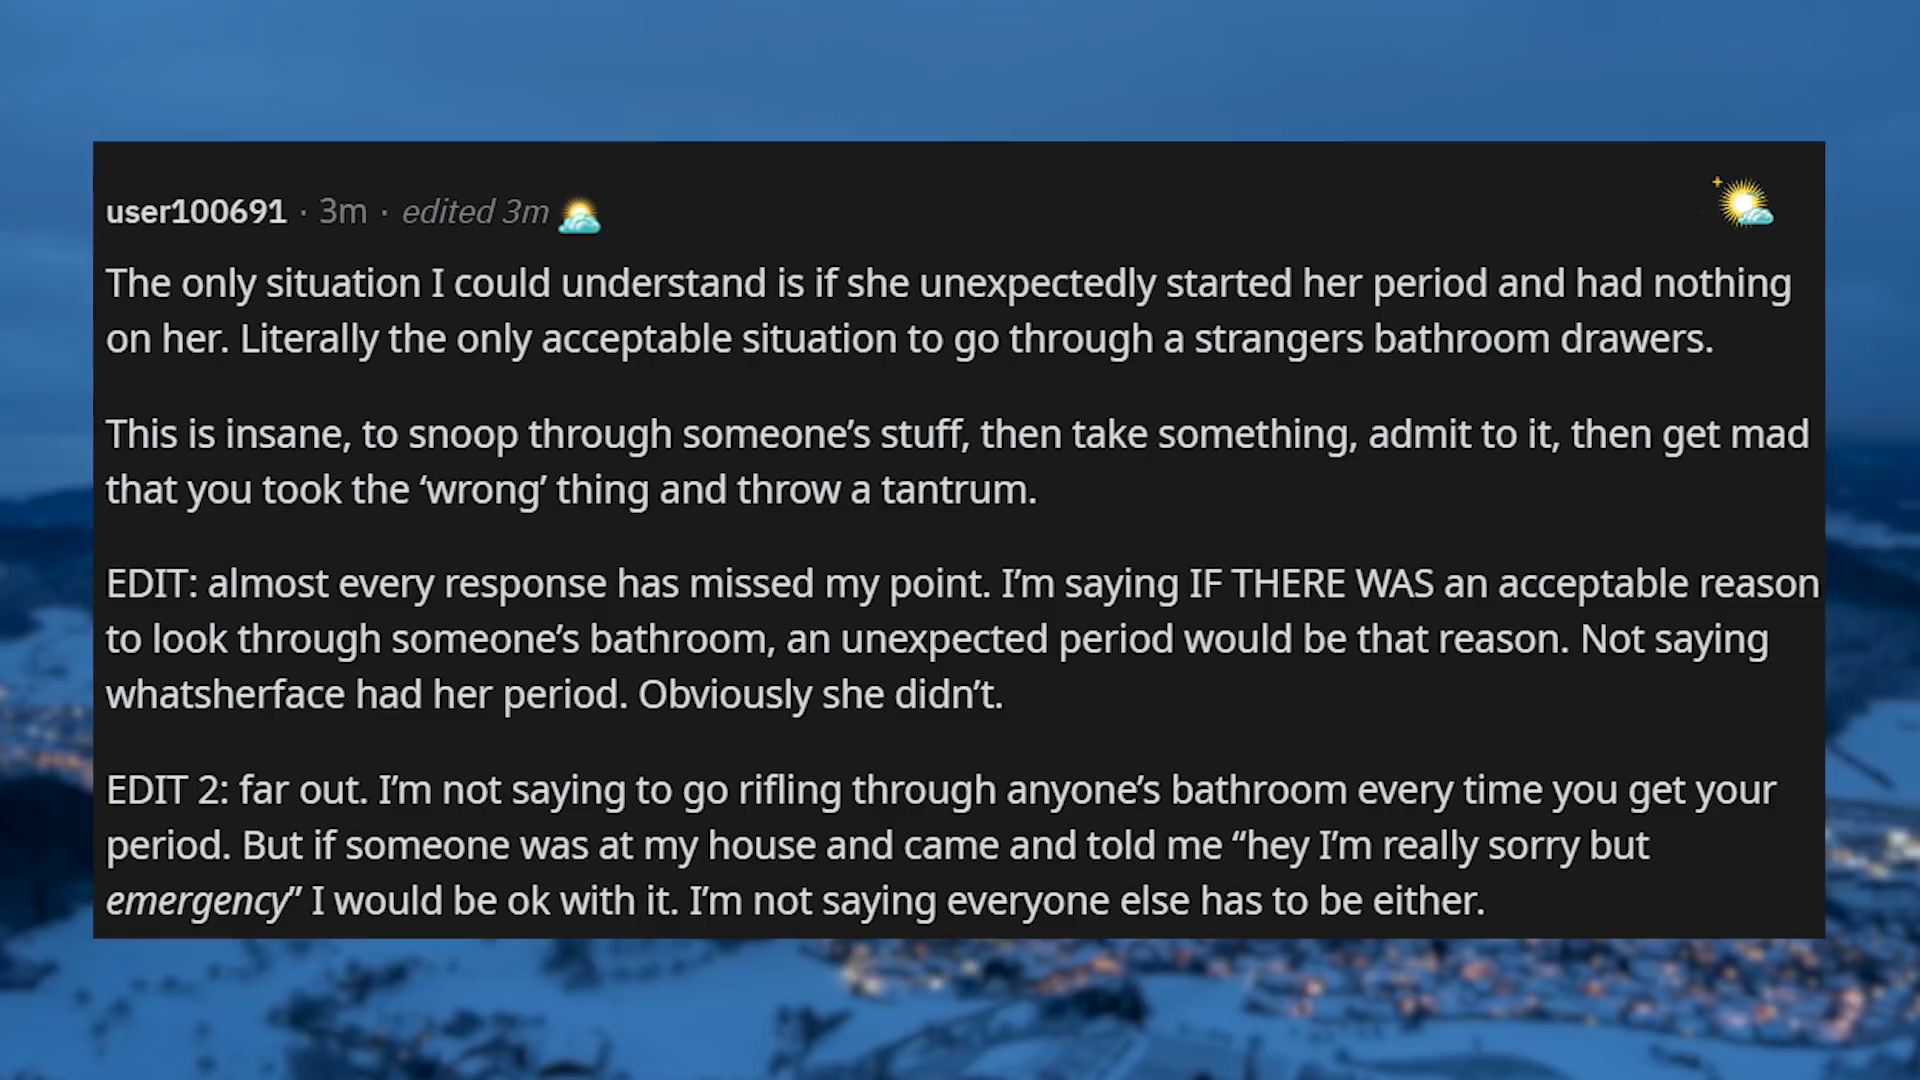 user100691 · 3m · edited 3m
The only situation I could understand is if she unexpectedly started her period and had nothing
on her. Literally the only acceptable situation to go through a strangers bathroom drawers.
This is insane, to snoop through someone’s stuff, then take something, admit to it, then get mad
that you took the ‘wrong’ thing and throw a tantrum.
EDIT: almost every response has missed my point. I’m saying IF THERE WAS an acceptable reason
to look through someone’s bathroom, an unexpected period would be that reason. Not saying
whatsherface had her period. Obviously she didn’t.
EDIT 2: far out. I’m not saying to go rifling through anyone’s bathroom every time you get your
period. But if someone was at my house and came and told me “hey I’m really sorry but
emergency” I would be ok with it. I’m not saying everyone else has to be either.